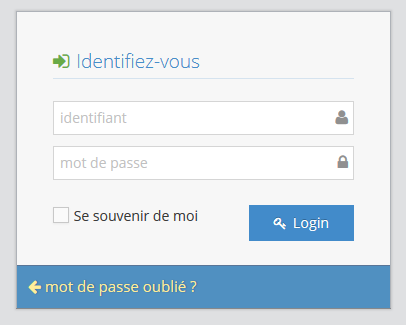 Identifiez-vous
identifiant
mot de passe
Se souvenir de moi
Login
mot de passe oublié ?